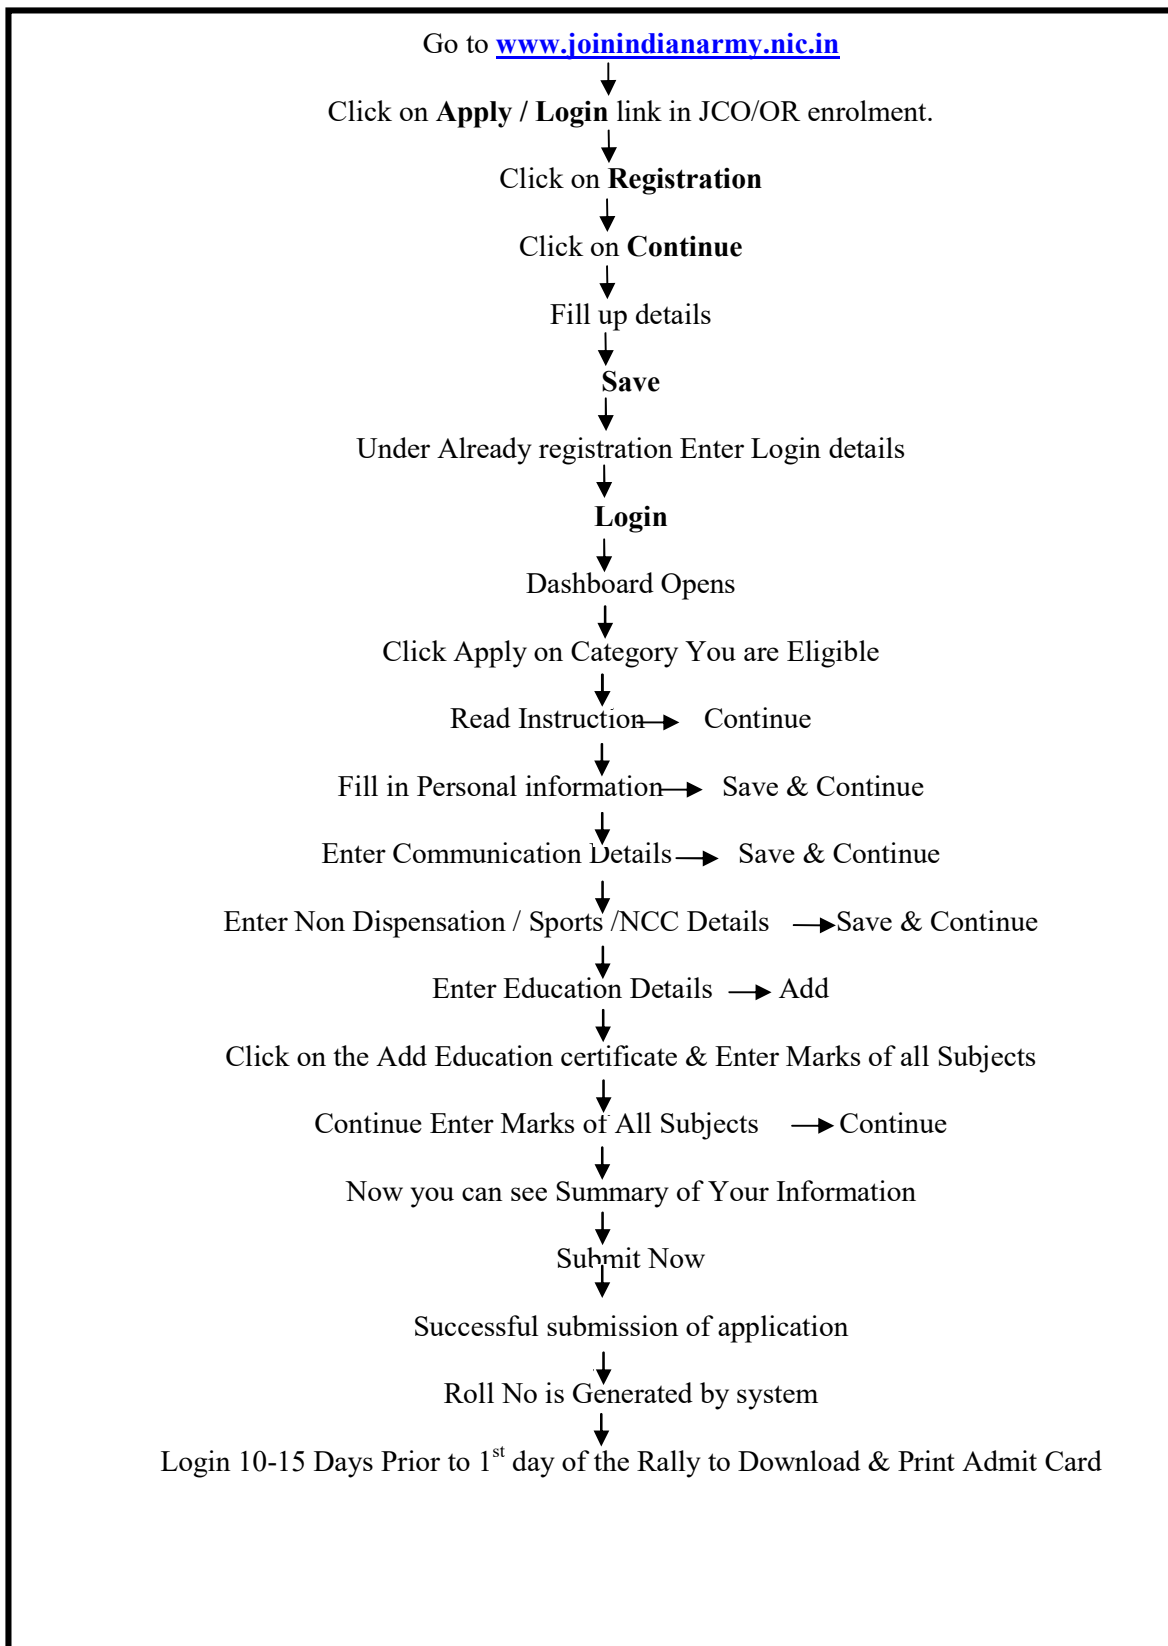 Go to www.joinindianarmy.nic.in
Click on Apply / Login link in JCO/OR enrolment.
Click on Registration
Click on Continue
Fill up details
Save
Under Already registration Enter Login details
Login
Dashboard Opens
Click Apply on Category You are Eligible
Read Instruction Continue
Fill in Personal information Save & Continue
Enter Communication Details Save & Continue
Enter Non Dispensation / Sports /NCC Details Save & Continue
Enter Education Details Add
Click on the Add Education certificate & Enter Marks of all Subjects
Continue Enter Marks of All Subjects Continue
Now you can see Summary of Your Information
Submit Now
Successful submission of application
Roll No is Generated by system
Login 10-15 Days Prior to 1st day of the Rally to Download & Print Admit Card